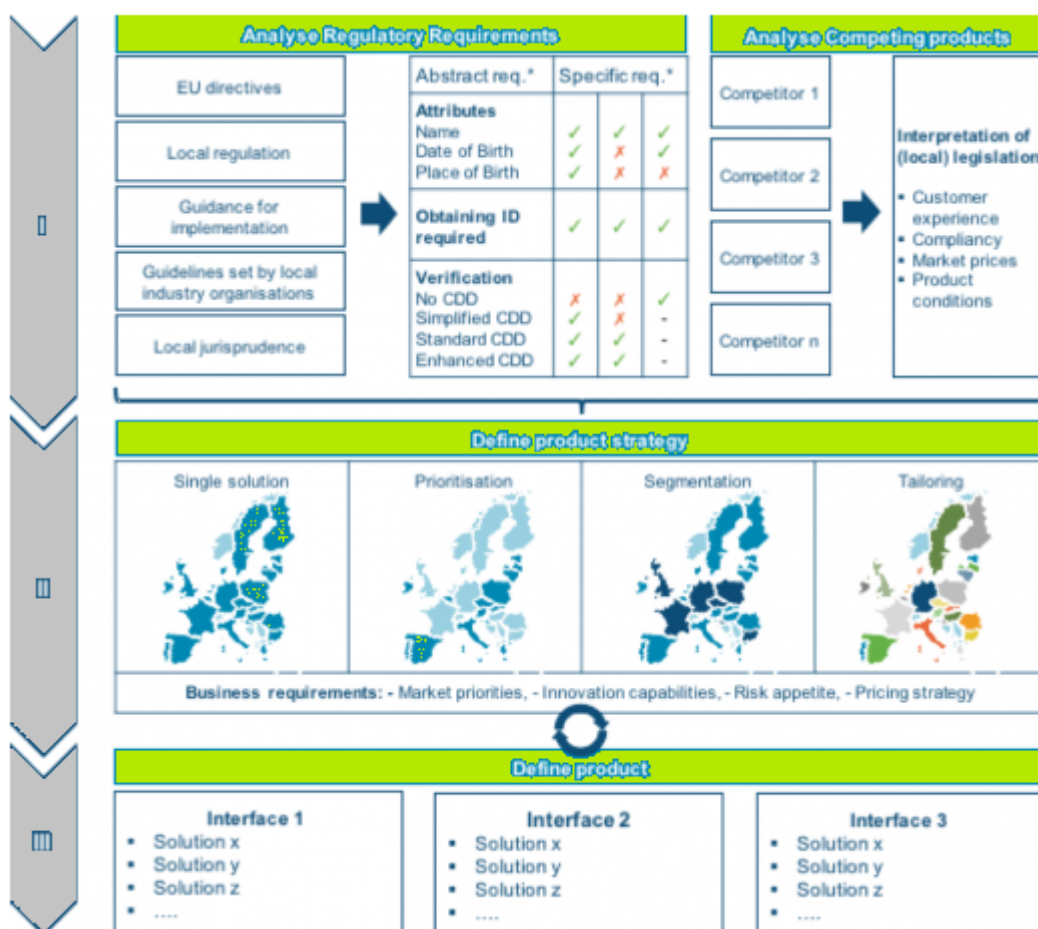 Analyse Regulatory Requirements
Analyse Competing products
I
EU directives
Local regulation
Guidance for
implementation
Guidelines set by local
industry organisations
Local jurisprudence
Abstract req.* Specific req.*
Attributes
Name ✓ ✓ ✓
Date of Birth ✓ ✗ ✓
Place of Birth ✓ ✗ ✗
Obtaining ID
required ✓ ✓ ✓
Verification
No CDD ✗ ✗ ✓
Simplified CDD ✓ ✗ -
Standard CDD ✓ ✓ -
Enhanced CDD ✓ ✓ -
Competitor 1
Competitor 2
Competitor 3
Competitor n
Interpretation of
(local) legislation
▪ Customer
experience
▪ Compliancy
▪ Market prices
▪ Product
conditions
II
Define product strategy
Single solution
Prioritisation
Segmentation
Tailoring
Business requirements: - Market priorities, - Innovation capabilities, - Risk appetite, - Pricing strategy
III
Define product
Interface 1
▪ Solution x
▪ Solution y
▪ Solution z
▪ ....
Interface 2
▪ Solution x
▪ Solution y
▪ Solution z
▪ ....
Interface 3
▪ Solution x
▪ Solution y
▪ Solution z
▪ ....